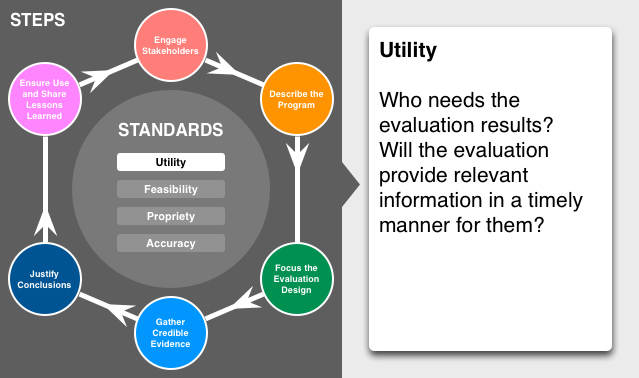 STEPS
Engage
Stakeholders
Ensure Use
and Share
Lessons
Learned
Describe the
Program
STANDARDS
Utility
Feasibility
Propriety
Accuracy
Justify
Conclusions
Focus the
Evaluation
Design
Gather
Credible
Evidence
Utility
Who needs the
evaluation results?
Will the evaluation
provide relevant
information in a timely
manner for them?